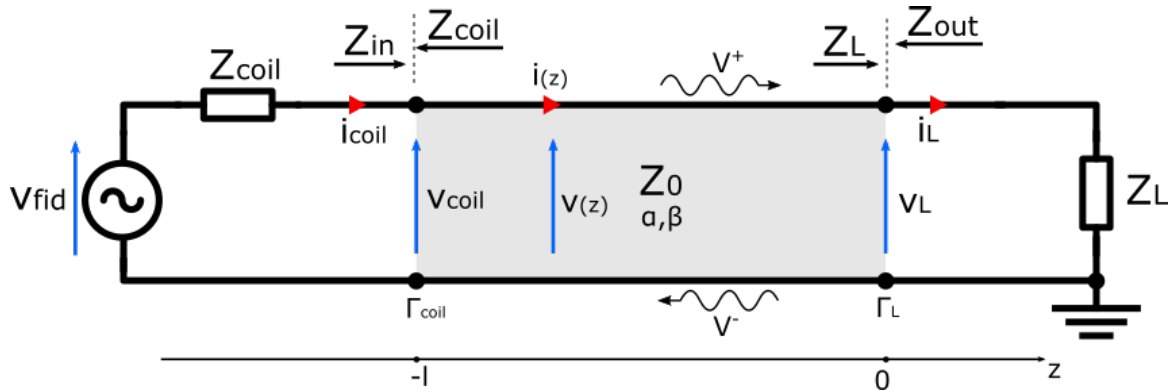 Zin
Zcoil
ZL
Zout
Zcoil
i(z)
V+
icoil
iL
vfid
vcoil
v(z)
Z0
α,β
vL
ZL
Γcoil
V-
ΓL
-l
0
z